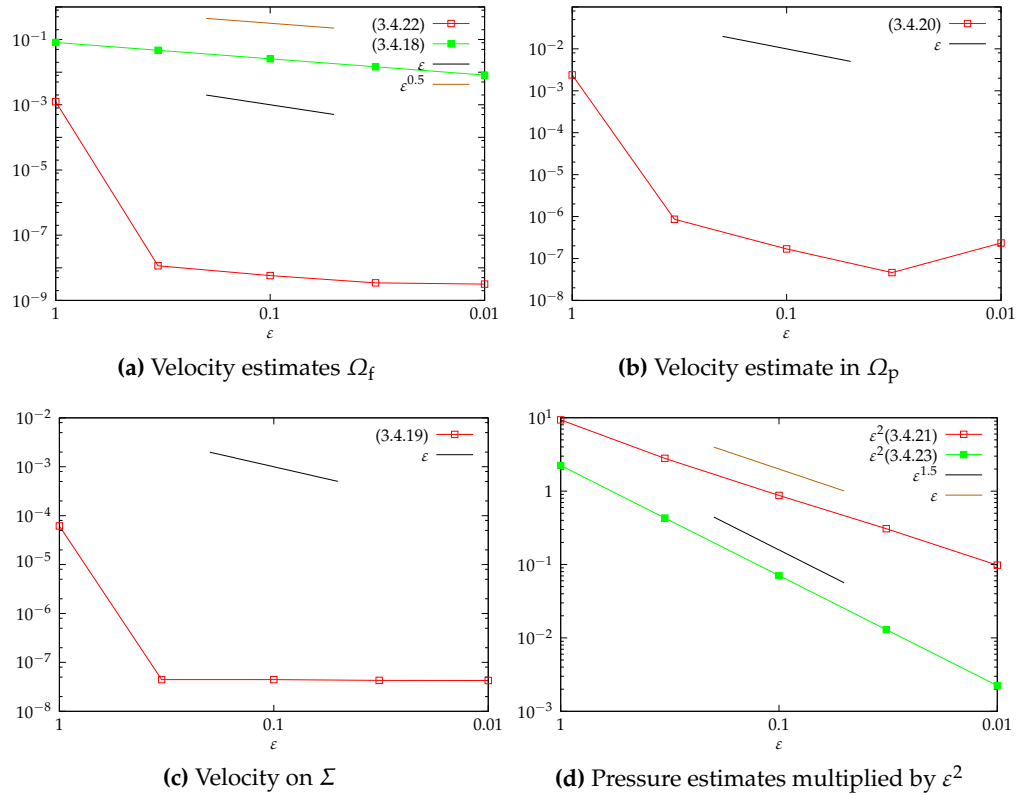 10^−1
10^−3
10^−5
10^−7
10^−9
1
0.1
0.01
ε
(3.4.22)
(3.4.18)
ε
ε^0.5
(a) Velocity estimates Ω_f
10^−2
10^−3
10^−4
10^−5
10^−6
10^−7
10^−8
1
0.1
0.01
ε
(3.4.20)
ε
(b) Velocity estimate in Ω_p
10^−2
10^−3
10^−4
10^−5
10^−6
10^−7
10^−8
1
0.1
0.01
ε
(3.4.19)
ε
(c) Velocity on Σ
10^1
1
10^−1
10^−2
10^−3
1
0.1
0.01
ε
ε^2(3.4.21)
ε^2(3.4.23)
ε^1.5
ε
(d) Pressure estimates multiplied by ε^2